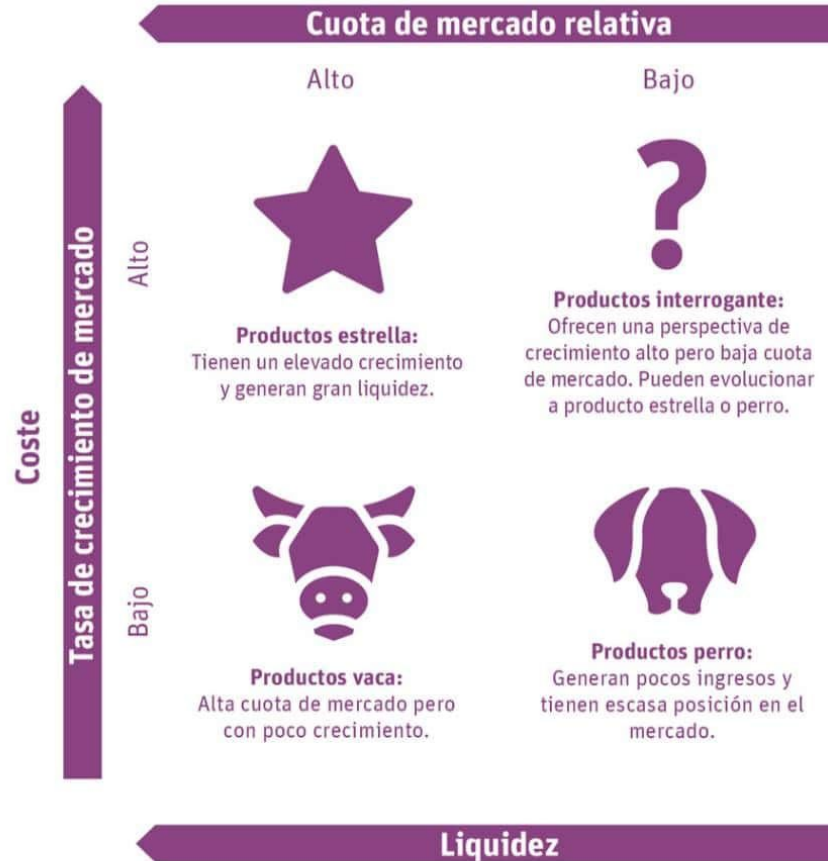 Cuota de mercado relativa
Alto
Bajo
Coste
Tasa de crecimiento de mercado
Alto
Productos estrella:
Tienen un elevado crecimiento
y generan gran liquidez.
?
Productos interrogante:
Ofrecen una perspectiva de
crecimiento alto pero baja cuota
de mercado. Pueden evolucionar
a producto estrella o perro.
Bajo
Productos vaca:
Alta cuota de mercado pero
con poco crecimiento.
Productos perro:
Generan pocos ingresos y
tienen escasa posición en el
mercado.
Liquidez